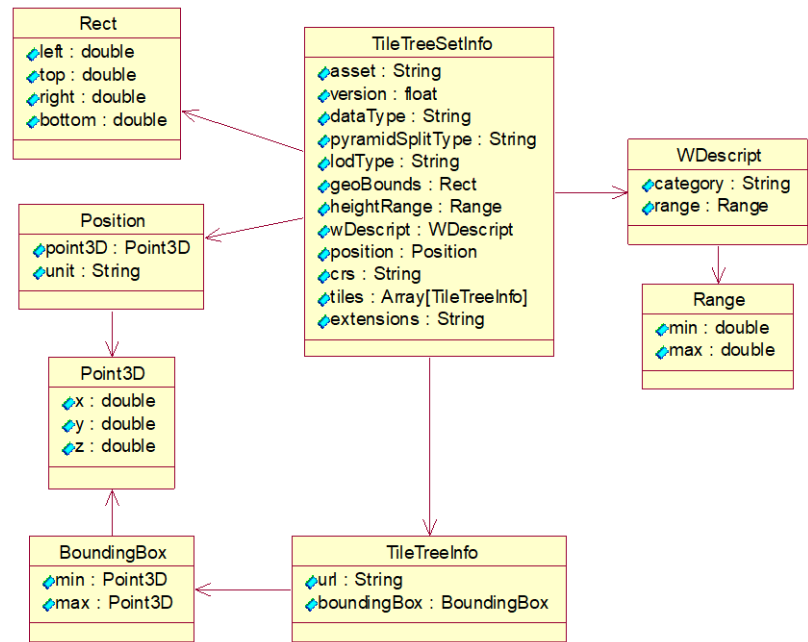 Rect
left : double
top : double
right : double
bottom : double
TileTreeSetInfo
asset : String
version : float
dataType : String
pyramidSplitType : String
lodType : String
geoBounds : Rect
heightRange : Range
wDescript : WDescript
position : Position
crs : String
tiles : Array[TileTreeInfo]
extensions : String
WDescript
category : String
range : Range
Position
point3D : Point3D
unit : String
Range
min : double
max : double
Point3D
x : double
y : double
z : double
BoundingBox
min : Point3D
max : Point3D
TileTreeInfo
url : String
boundingBox : BoundingBox